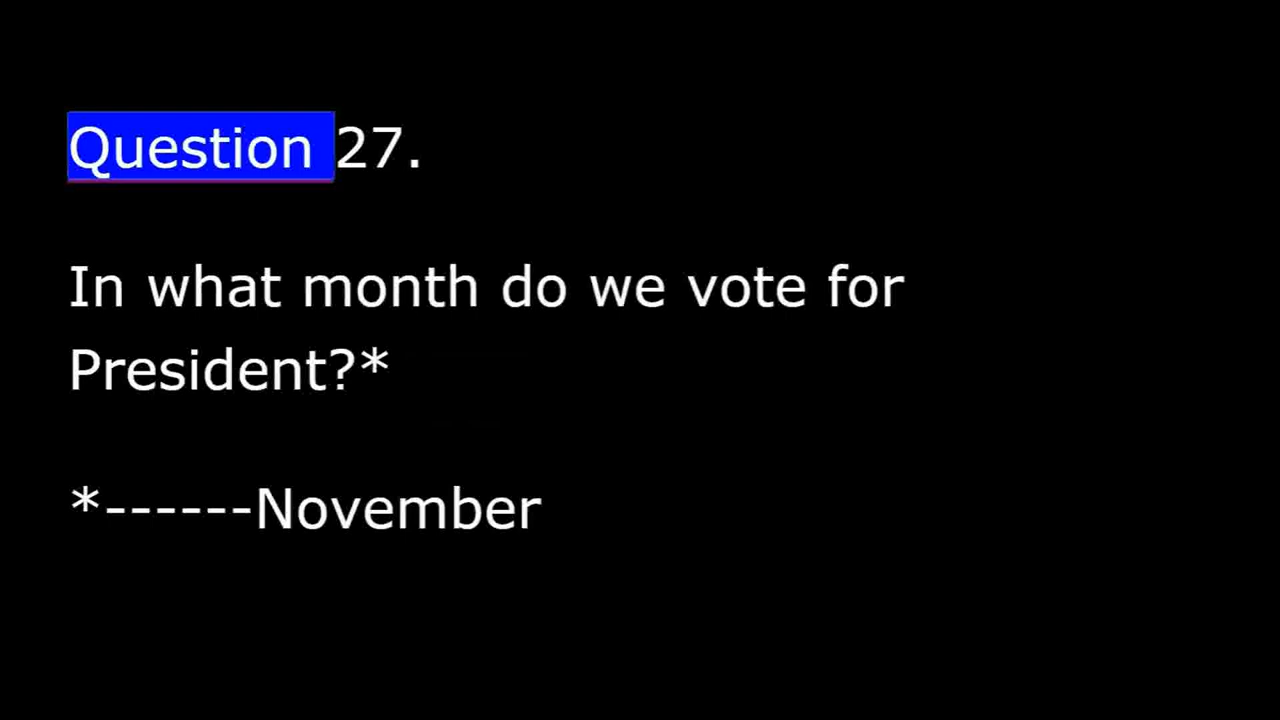 Question 27.
In what month do we vote for
President?*
*------November